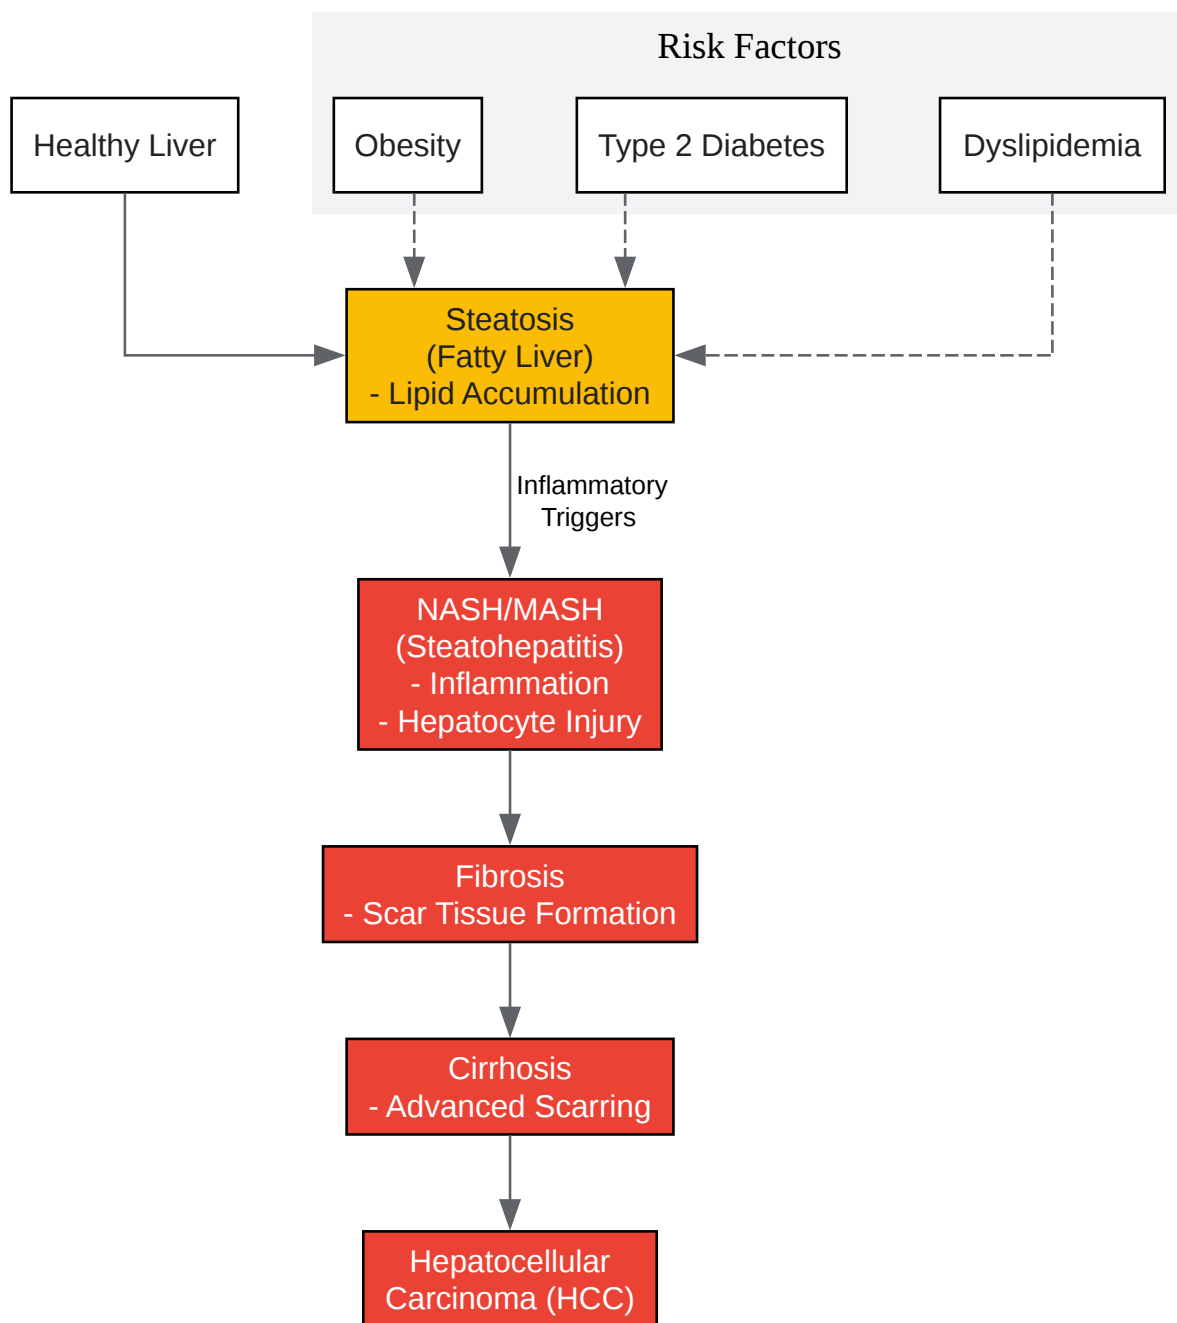 Risk Factors
Healthy Liver
Obesity
Type 2 Diabetes
Dyslipidemia
Steatosis
(Fatty Liver)
- Lipid Accumulation
Inflammatory
Triggers
NASH/MASH
(Steatohepatitis)
- Inflammation
- Hepatocyte Injury
Fibrosis
- Scar Tissue Formation
Cirrhosis
- Advanced Scarring
Hepatocellular
Carcinoma (HCC)